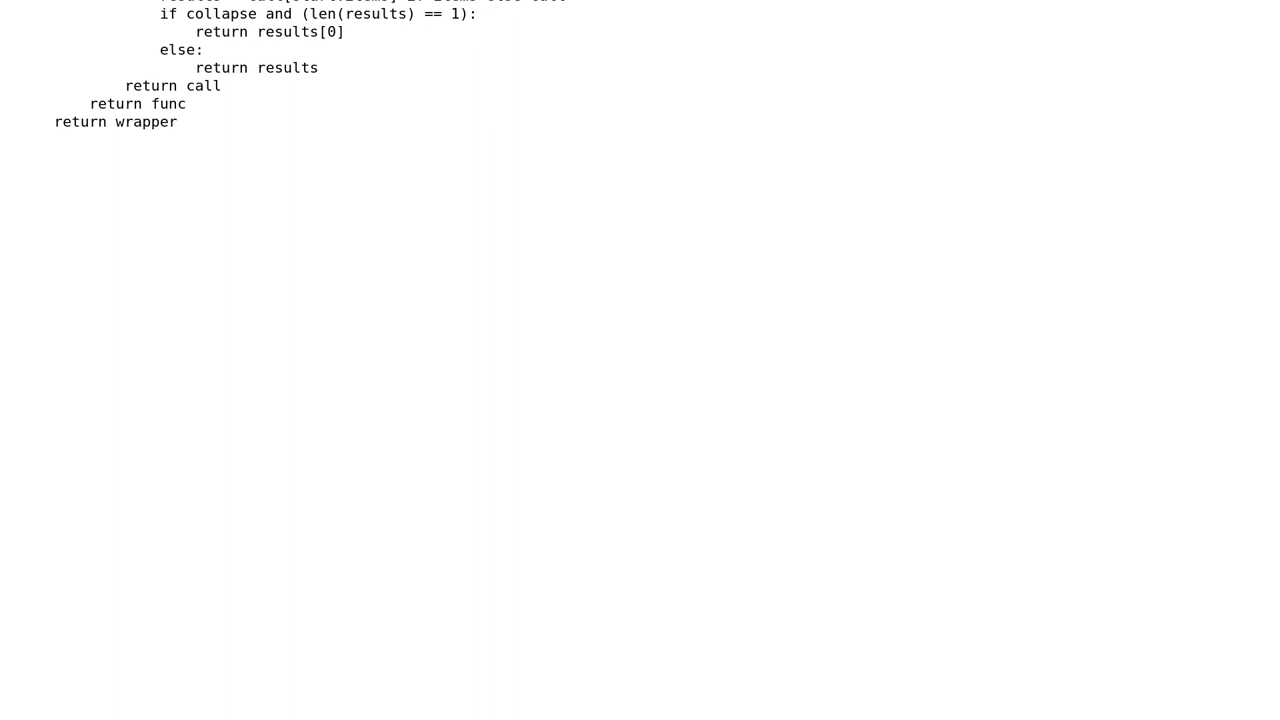 if collapse and (len(results) == 1):
return results[0]
else:
return results
return call
return func
return wrapper